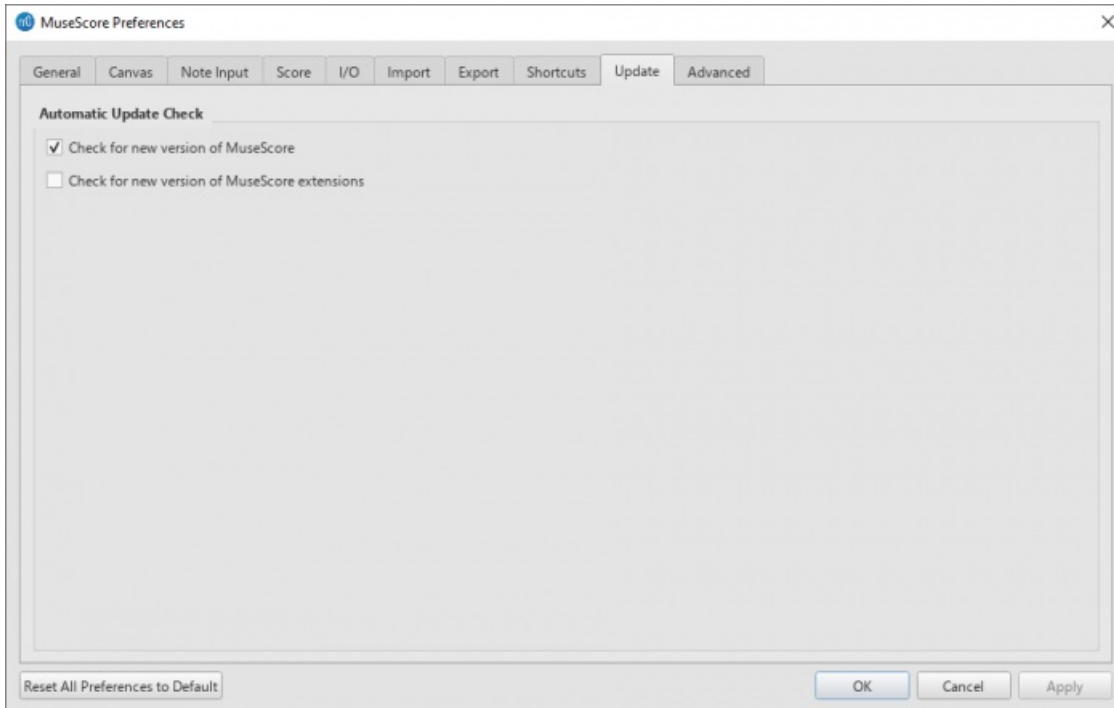 MuseScore Preferences
General Canvas Note Input Score I/O Import Export Shortcuts Update Advanced
Automatic Update Check
Check for new version of MuseScore
Check for new version of MuseScore extensions
Reset All Preferences to Default OK Cancel Apply